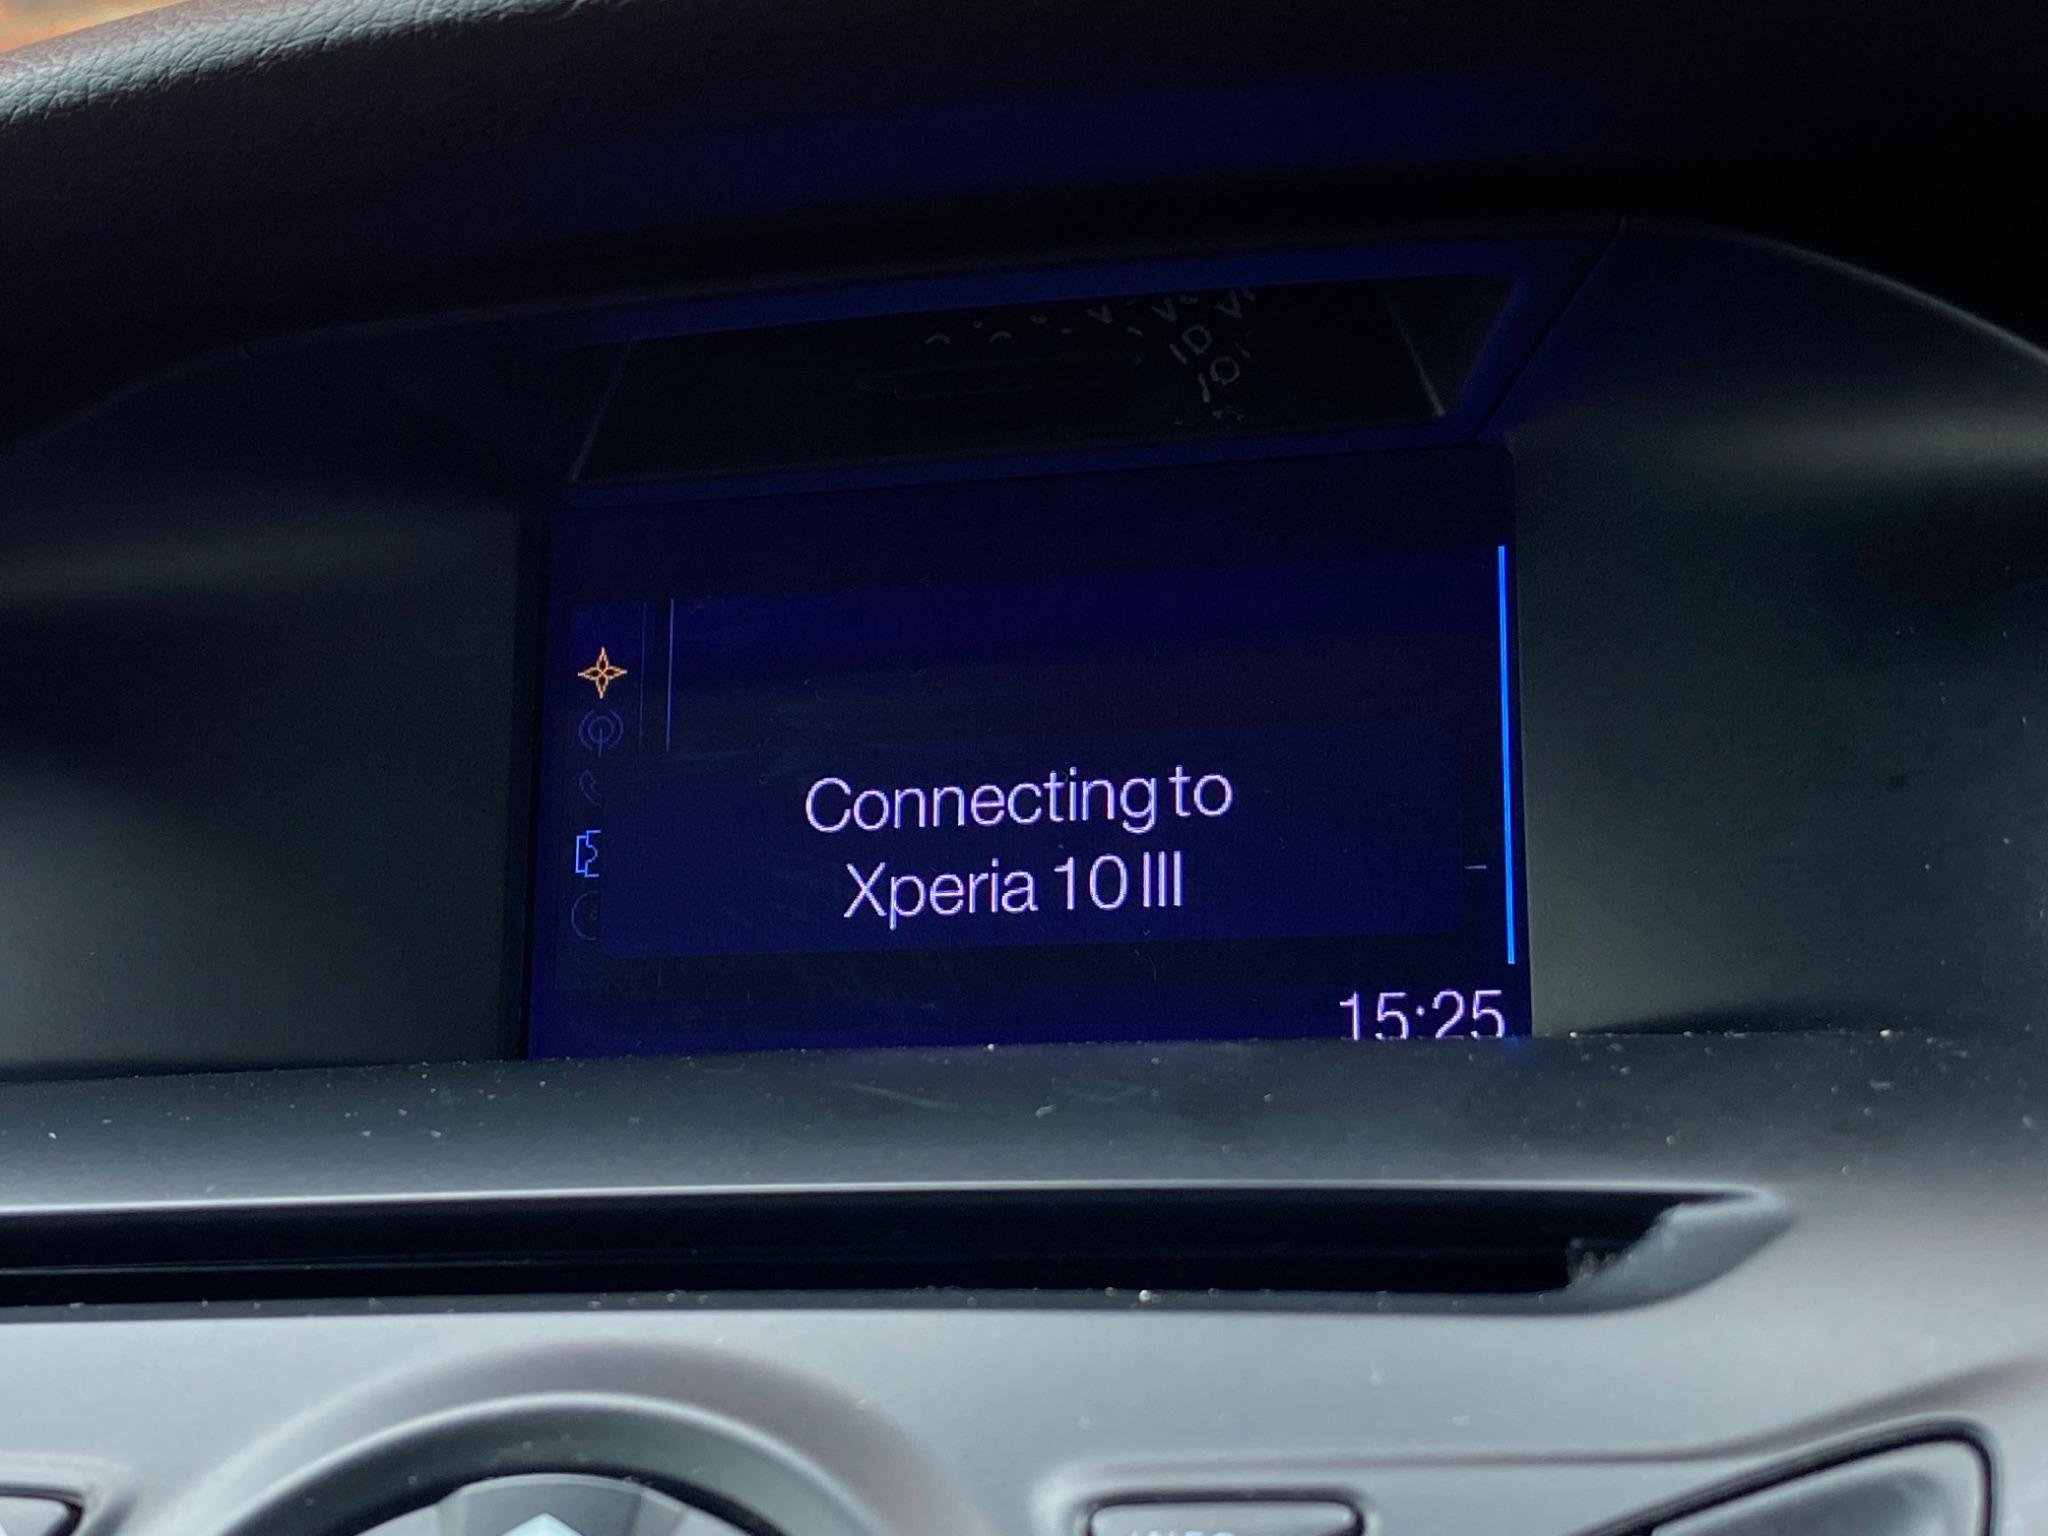 Connecting to
Xperia 10 III
15:25